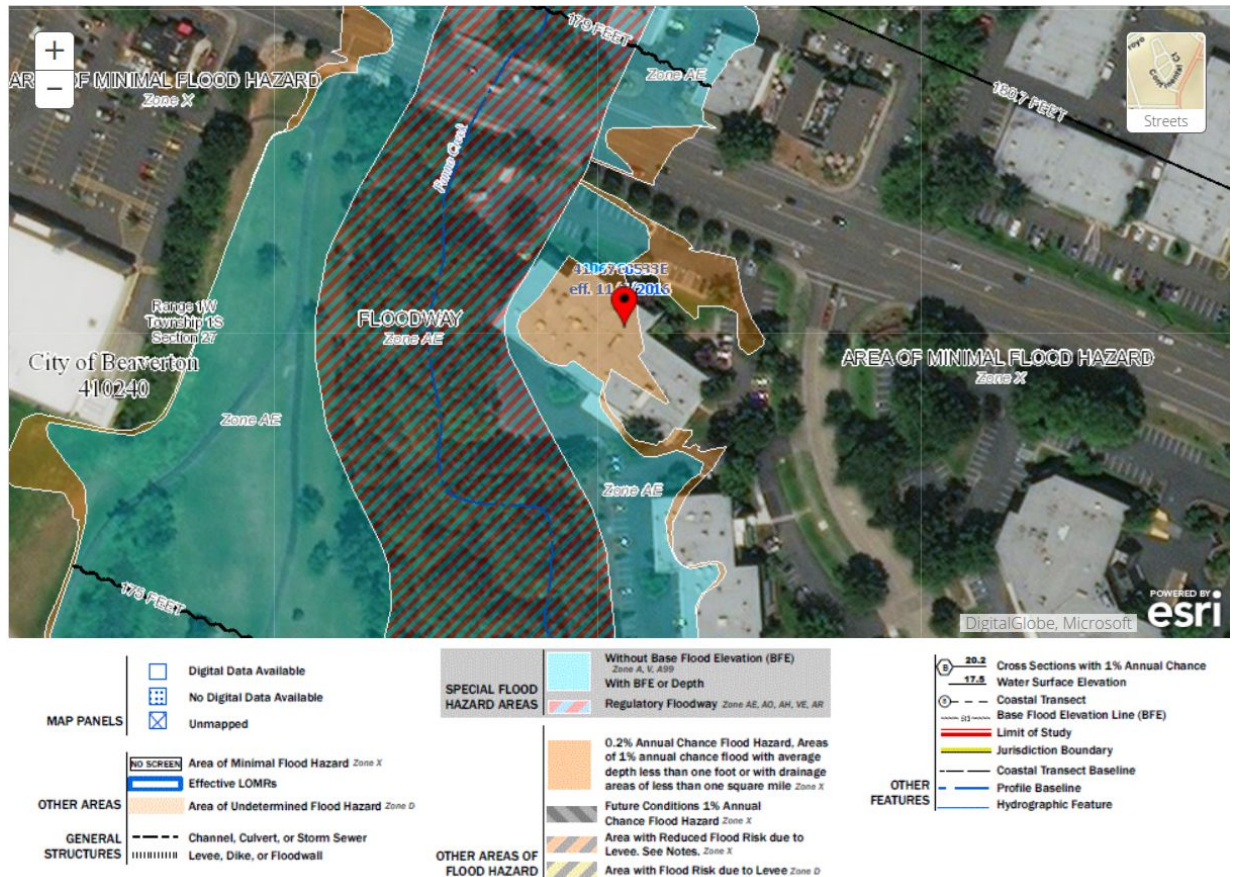 +
−
179 FEET
Zone AE
AREA OF MINIMAL FLOOD HAZARD
Zone X
180.7 FEET
Streets
eff. 11/4/2016
Range 1W
Township 1S
Section 27
City of Beaverton
410240
FLOODWAY
Zone AE
AREA OF MINIMAL FLOOD HAZARD
Zone X
Zone AE
Zone AE
175 FEET
POWERED BY
esri
DigitalGlobe, Microsoft
MAP PANELS
Digital Data Available
No Digital Data Available
Unmapped
OTHER AREAS
NO SCREEN Area of Minimal Flood Hazard Zone X
Effective LOMRs
Area of Undetermined Flood Hazard Zone D
GENERAL
STRUCTURES
Channel, Culvert, or Storm Sewer
Levee, Dike, or Floodwall
SPECIAL FLOOD
HAZARD AREAS
Without Base Flood Elevation (BFE)
Zone A, V, A99
With BFE or Depth
Regulatory Floodway Zone AE, AO, AH, VE, AR
OTHER AREAS OF
FLOOD HAZARD
0.2% Annual Chance Flood Hazard, Areas
of 1% annual chance flood with average
depth less than one foot or with drainage
areas of less than one square mile Zone X
Future Conditions 1% Annual
Chance Flood Hazard Zone X
Area with Reduced Flood Risk due to
Levee. See Notes. Zone X
Area with Flood Risk due to Levee Zone D
OTHER
FEATURES
B 20.2 Cross Sections with 1% Annual Chance
17.5 Water Surface Elevation
8 Coastal Transect
513 Base Flood Elevation Line (BFE)
Limit of Study
Jurisdiction Boundary
Coastal Transect Baseline
Profile Baseline
Hydrographic Feature